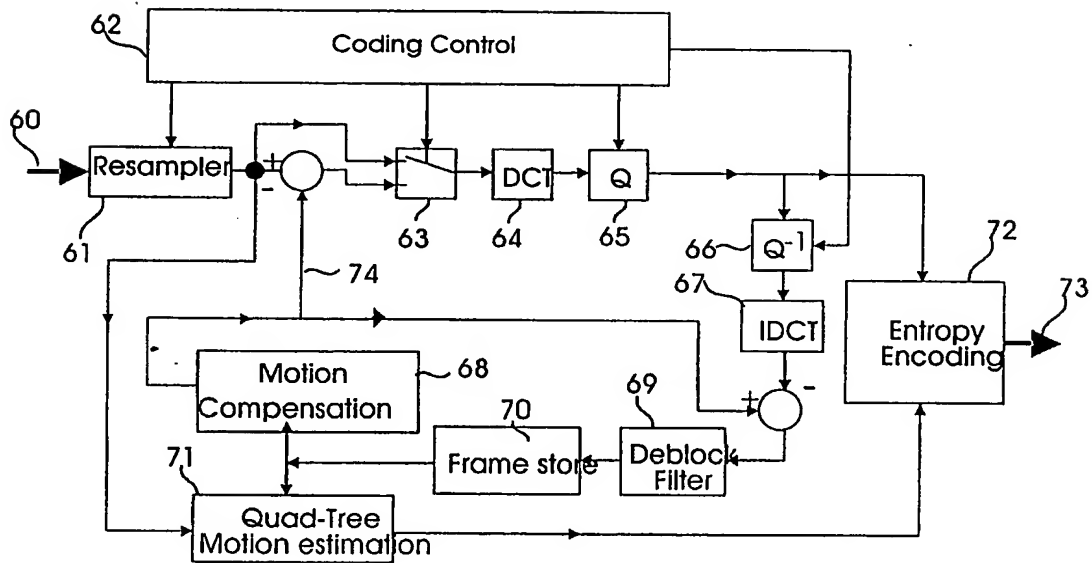 62
Coding Control
60
Resampler
+
-
DCT
Q
61
63
64
65
66
Q-1
72
74
67
73
IDCT
Entropy
Encoding
Motion
Compensation
68
-
+
69
70
Frame store
Deblock
Filter
71
Quad-Tree
Motion estimation